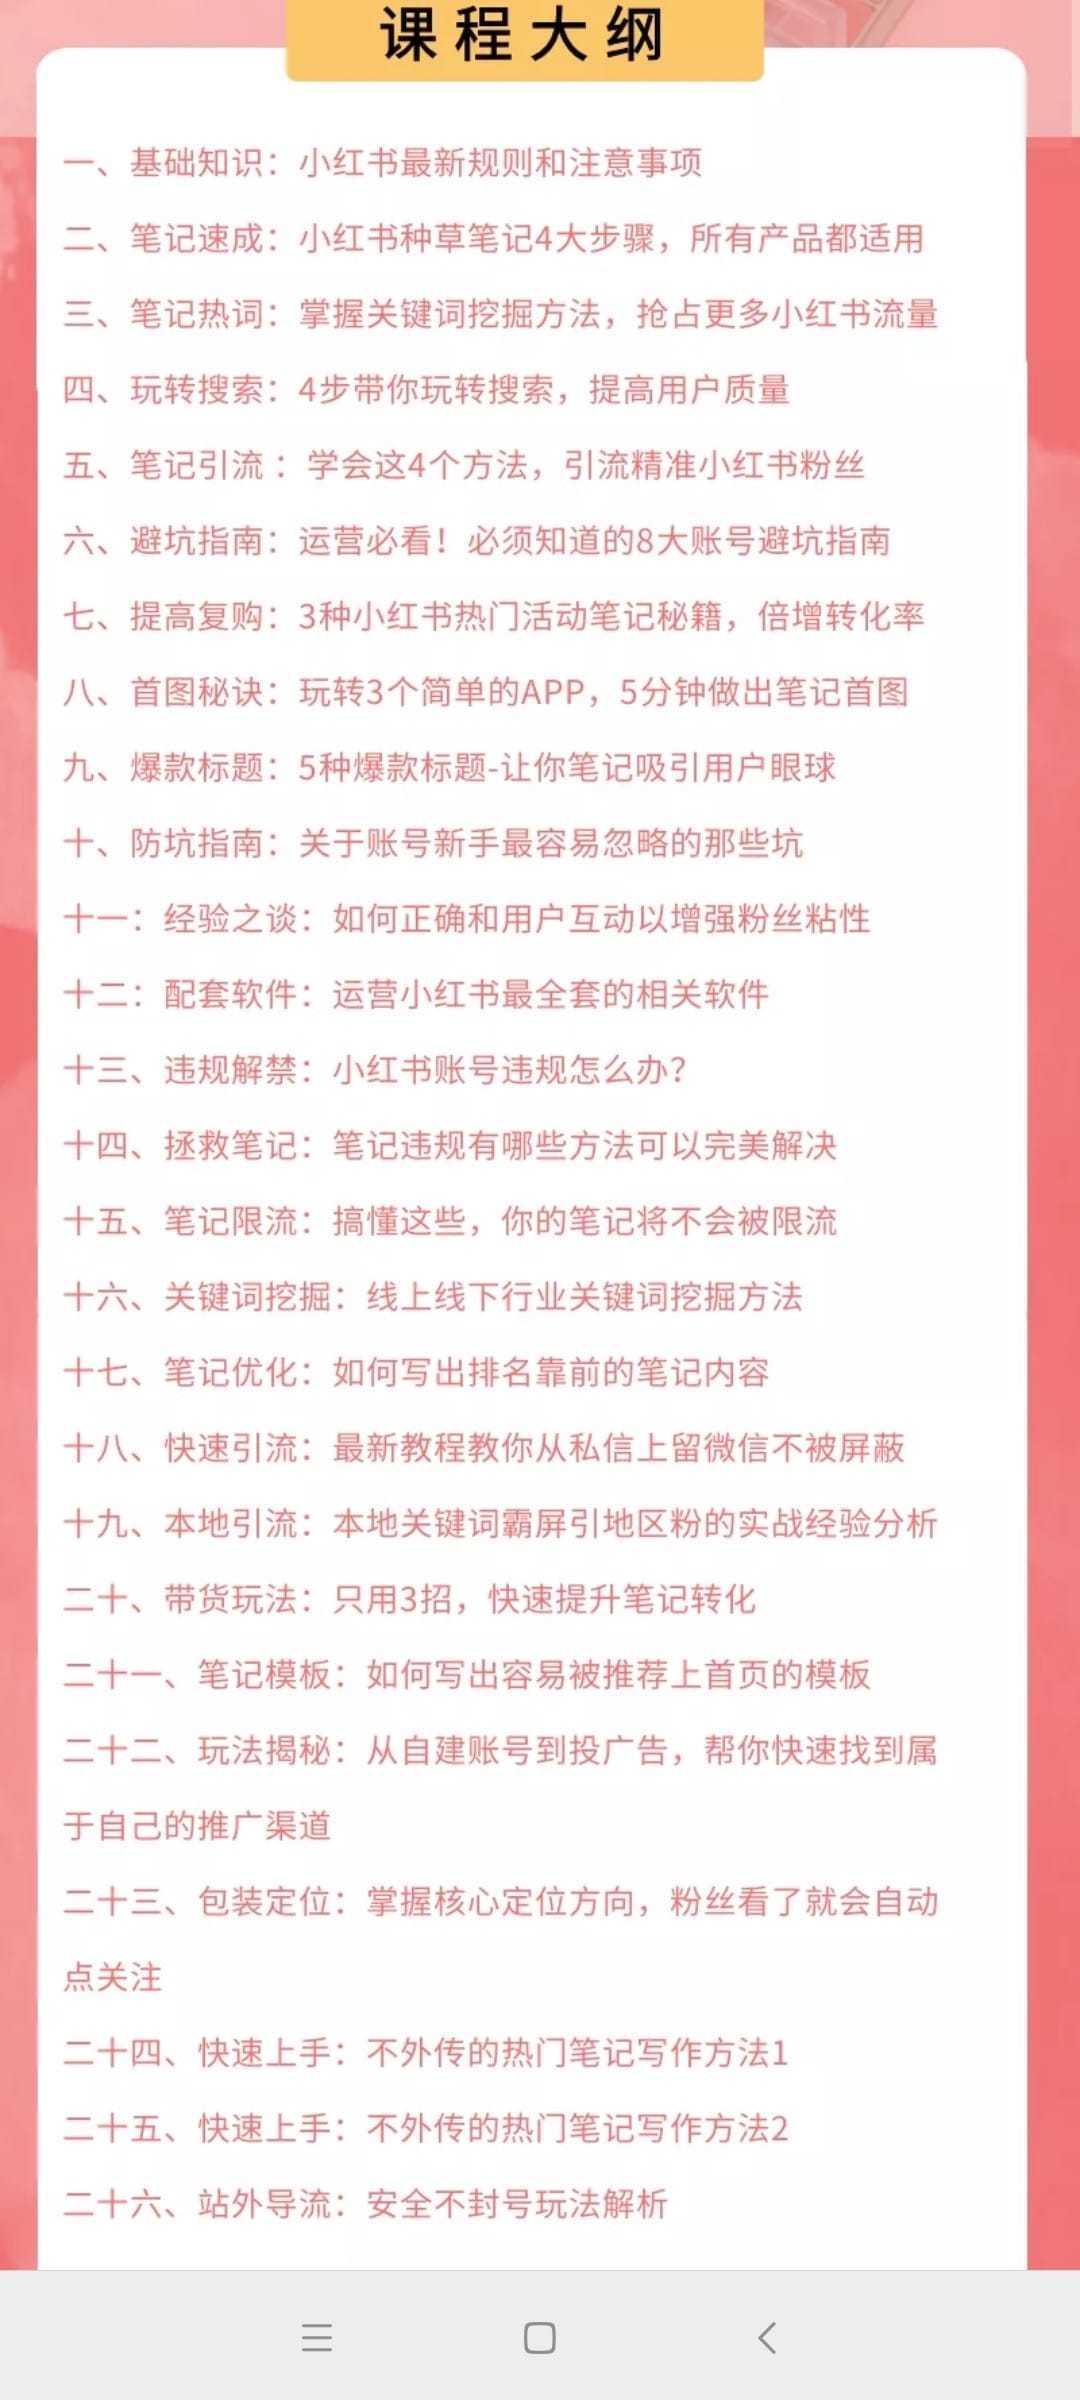 课程大纲
一、基础知识：小红书最新规则和注意事项
二、笔记速成：小红书种草笔记4大步骤，所有产品都适用
三、笔记热词：掌握关键词挖掘方法，抢占更多小红书流量
四、玩转搜索：4步带你玩转搜索，提高用户质量
五、笔记引流：学会这4个方法，引流精准小红书粉丝
六、避坑指南：运营必看！必须知道的8大账号避坑指南
七、提高复购：3种小红书热门活动笔记秘籍，倍增转化率
八、首图秘诀：玩转3个简单的APP，5分钟做出笔记首图
九、爆款标题：5种爆款标题-让你笔记吸引用户眼球
十、防坑指南：关于账号新手最容易忽略的那些坑
十一：经验之谈：如何正确和用户互动以增强粉丝粘性
十二：配套软件：运营小红书最全套的相关软件
十三、违规解禁：小红书账号违规怎么办？
十四、拯救笔记：笔记违规有哪些方法可以完美解决
十五、笔记限流：搞懂这些，你的笔记将不会被限流
十六、关键词挖掘：线上线下行业关键词挖掘方法
十七、笔记优化：如何写出排名靠前的笔记内容
十八、快速引流：最新教程教你从私信上留微信不被屏蔽
十九、本地引流：本地关键词霸屏引地区粉的实战经验分析
二十、带货玩法：只用3招，快速提升笔记转化
二十一、笔记模板：如何写出容易被推荐上首页的模板
二十二、玩法揭秘：从自建账号到投广告，帮你快速找到属
于自己的推广渠道
二十三、包装定位：掌握核心定位方向，粉丝看了就会自动
点关注
二十四、快速上手：不外传的热门笔记写作方法1
二十五、快速上手：不外传的热门笔记写作方法2
二十六、站外导流：安全不封号玩法解析